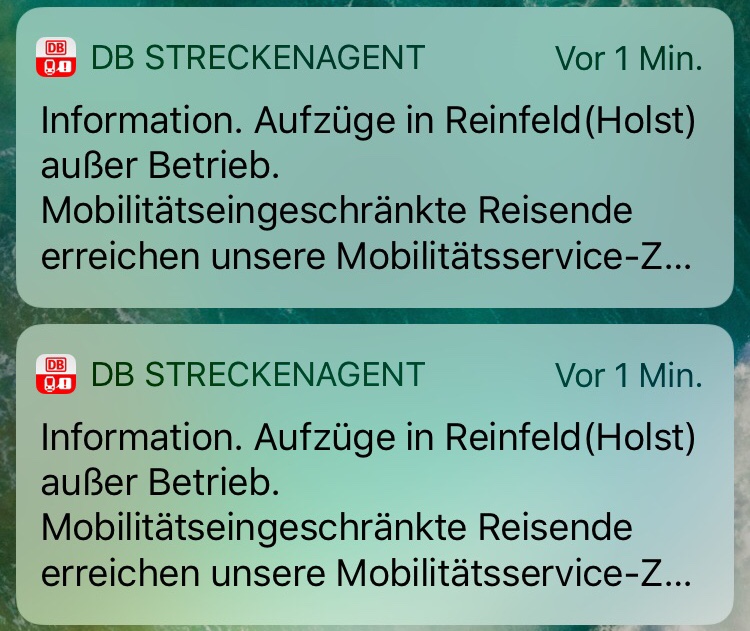 DB
DB STRECKENAGENT
Vor 1 Min.
Information. Aufzüge in Reinfeld(Holst)
außer Betrieb.
Mobilitätseingeschränkte Reisende
erreichen unsere Mobilitätsservice-Z...
DB
DB STRECKENAGENT
Vor 1 Min.
Information. Aufzüge in Reinfeld(Holst)
außer Betrieb.
Mobilitätseingeschränkte Reisende
erreichen unsere Mobilitätsservice-Z...